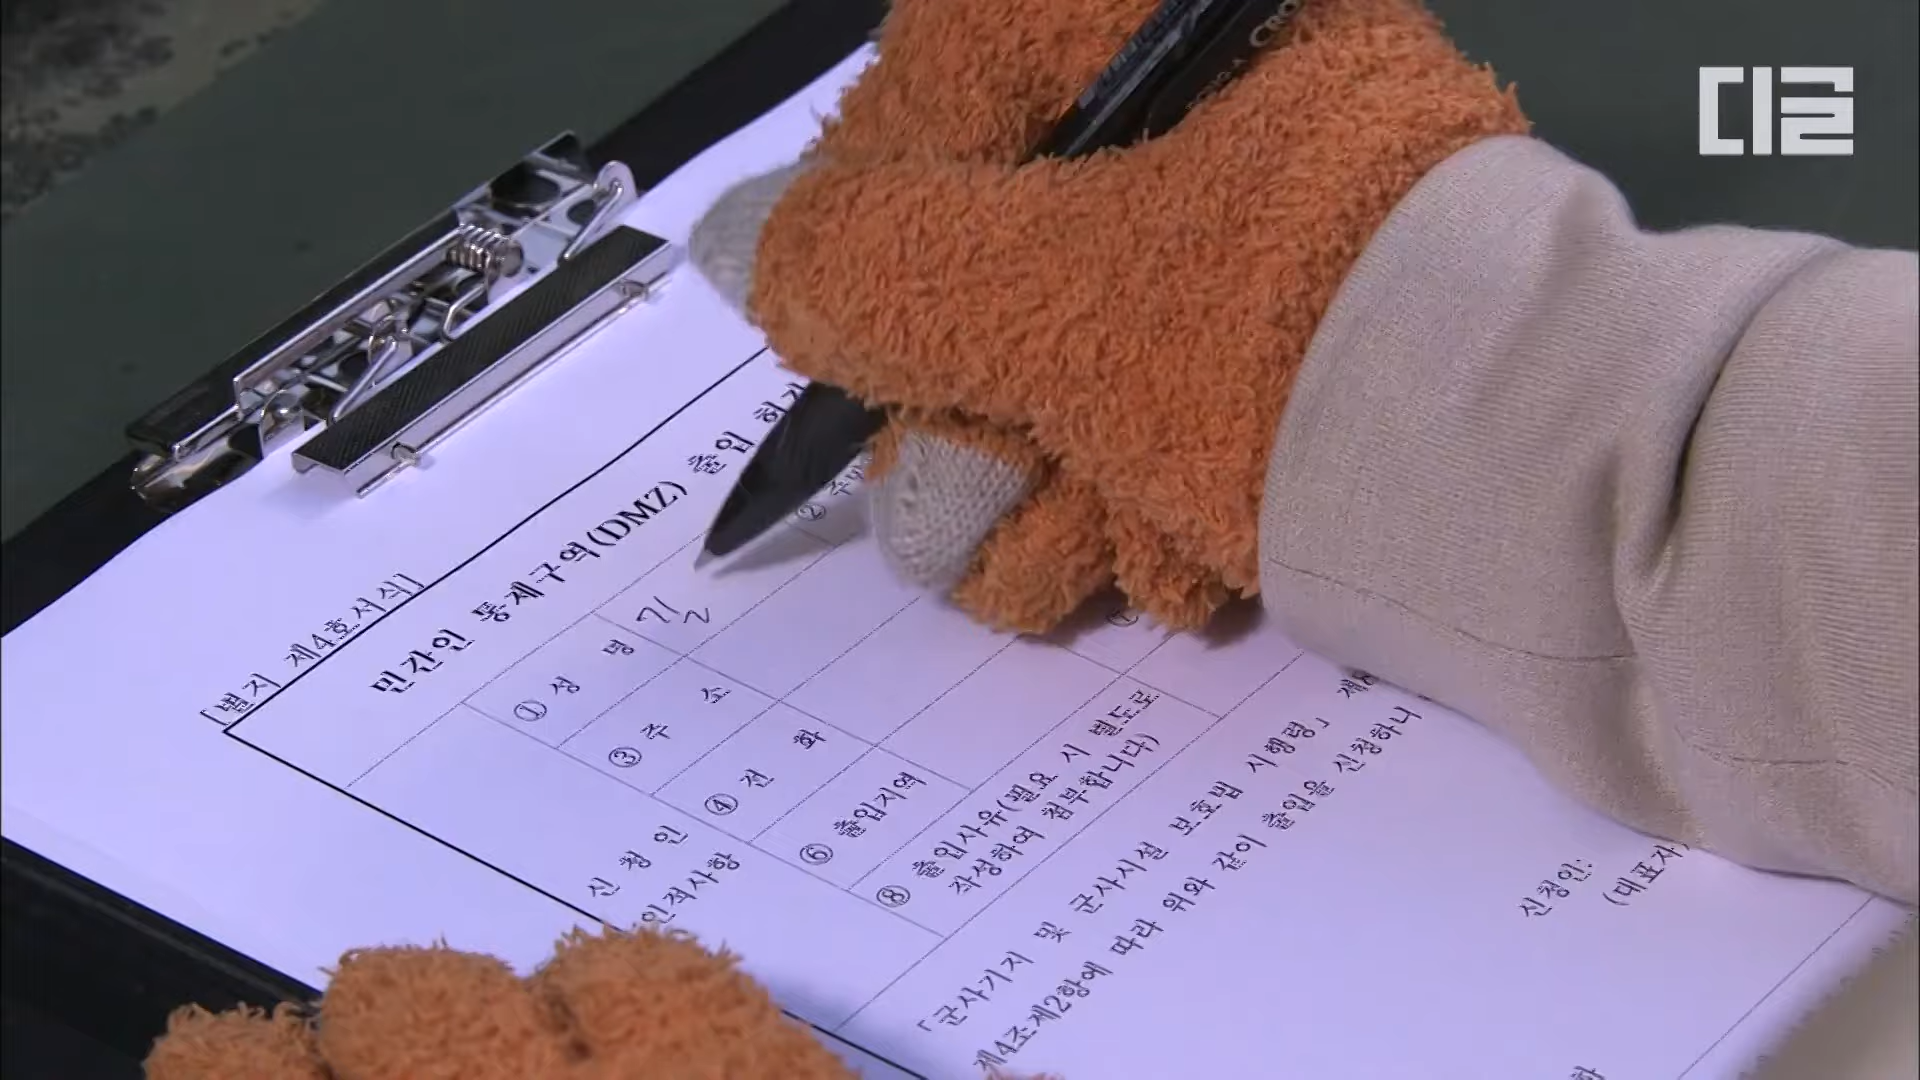 디글
CRO
[별지 제4호서식]
민간인 통제구역(DMZ) 출입 허가
① 성 명 길 ②
③ 주 소
④ 전 화
⑥ 출입지역
신 청 인
인적사항
⑧ 출입사유(필요 시 별도로
작성하여 첨부합니다)
「군사기지 및 군사시설 보호법 시행령」
제4조제2항에 따라 위와 같이 출입을 신청하니
신청인:
(대표자)